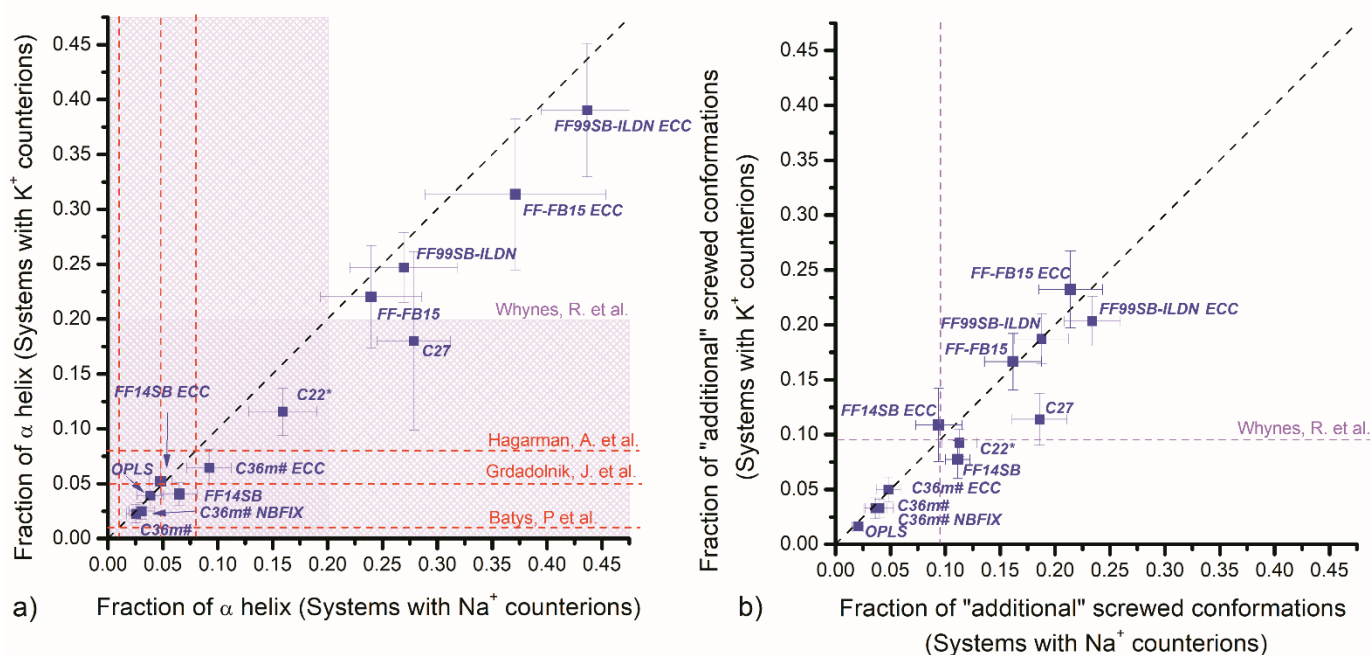 Fraction of α helix (Systems with K+ counterions)
0.45
0.40
0.35
0.30
0.25
0.20
0.15
0.10
0.05
0.00
FF99SB-ILDN ECC
FF-FB15 ECC
FF99SB-ILDN
FF-FB15
Whynes, R. et al.
C27
FF14SB ECC
C22*
Hagarman, A. et al.
OPLS
C36m# ECC
Grdadolnik, J. et al.
FF14SB
C36m# NBFIX
Batys, P et al.
C36m#
0.00 0.05 0.10 0.15 0.20 0.25 0.30 0.35 0.40 0.45
a) Fraction of α helix (Systems with Na+ counterions)
Fraction of "additional" screwed conformations
(Systems with K+ counterions)
0.45
0.40
0.35
0.30
0.25
0.20
0.15
0.10
0.05
0.00
FF-FB15 ECC
FF99SB-ILDN ECC
FF99SB-ILDN
FF-FB15
C27
FF14SB ECC
Whynes, R. et al.
C22*
FF14SB
C36m# ECC
C36m#
C36m# NBFIX
OPLS
0.00 0.05 0.10 0.15 0.20 0.25 0.30 0.35 0.40 0.45
b) Fraction of "additional" screwed conformations
(Systems with Na+ counterions)